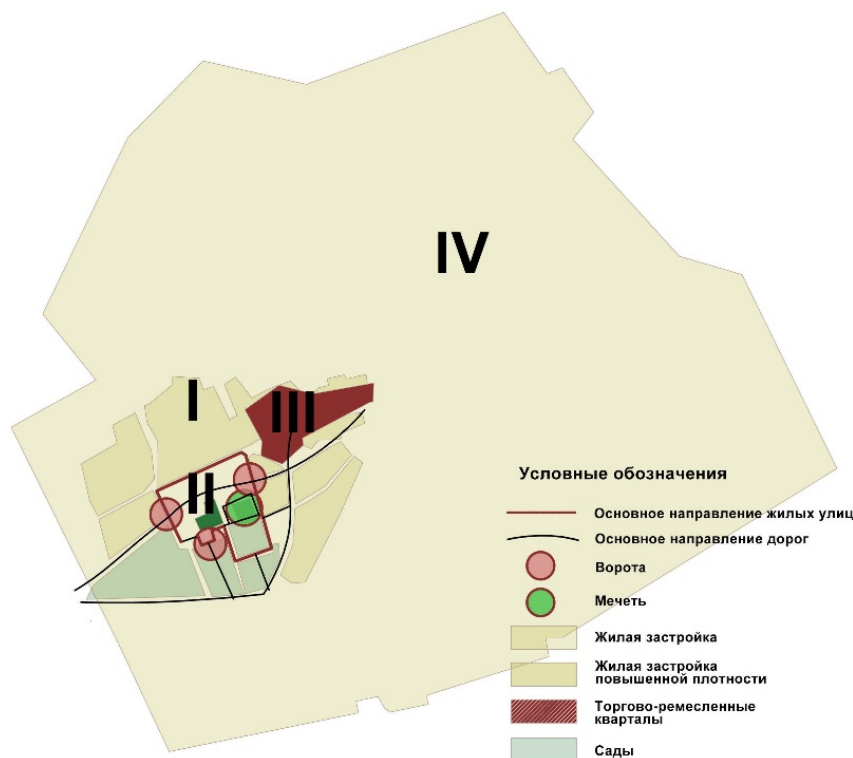 IV
I
III
II
Условные обозначения
Основное направление жилых улиц
Основное направление дорог
Ворота
Мечеть
Жилая застройка
Жилая застройка
повышенной плотности
Торгово-ремесленные
кварталы
Сады